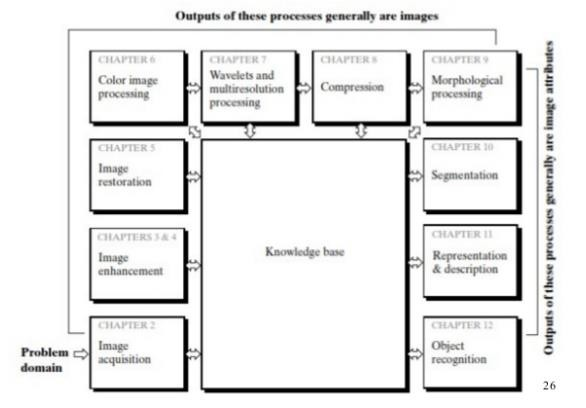 Outputs of these processes generally are images
CHAPTER 6
Color image
processing
CHAPTER 7
Wavelets and
multiresolution
processing
CHAPTER 8
Compression
CHAPTER 9
Morphological
processing
CHAPTER 5
Image
restoration
CHAPTERS 3 & 4
Image
enhancement
Problem
domain
CHAPTER 2
Image
acquisition
Knowledge base
CHAPTER 10
Segmentation
CHAPTER 11
Representation
& description
CHAPTER 12
Object
recognition
Outputs of these processes generally are image attributes
26